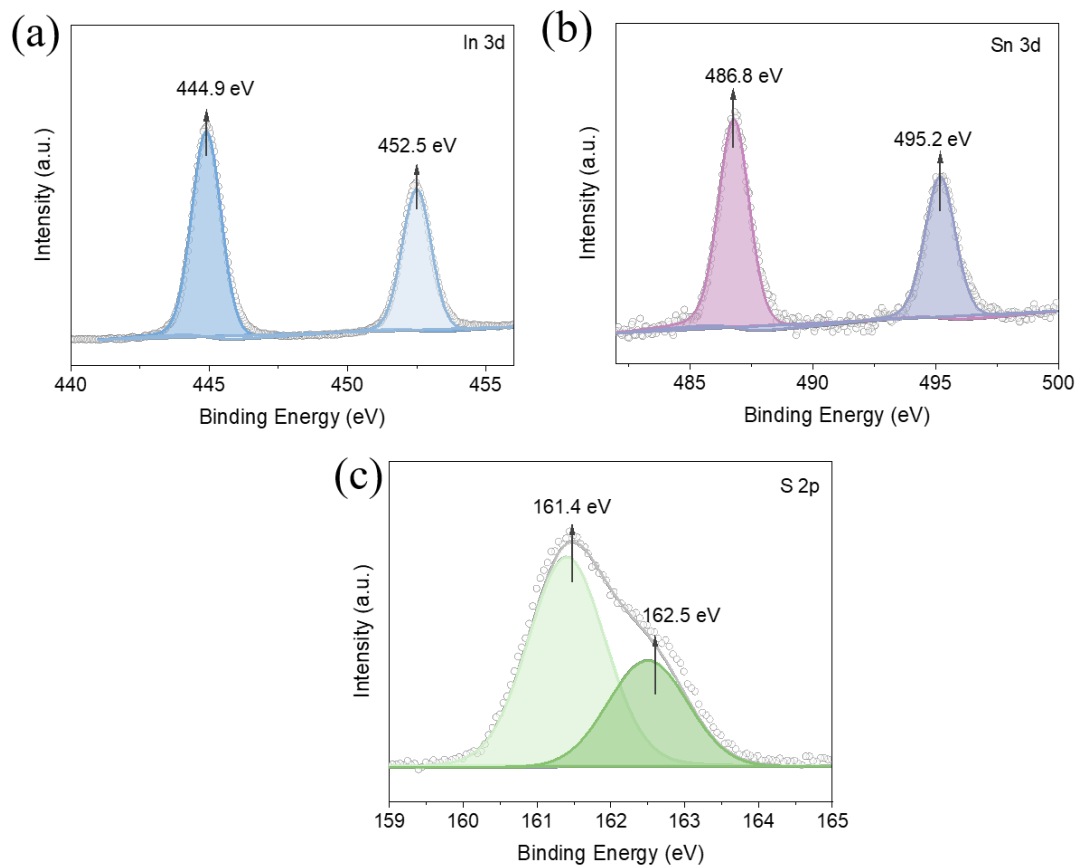 (a)
In 3d
444.9 eV
452.5 eV
Intensity (a.u.)
440 445 450 455
Binding Energy (eV)
(b)
Sn 3d
486.8 eV
495.2 eV
Intensity (a.u.)
485 490 495 500
Binding Energy (eV)
(c)
S 2p
161.4 eV
162.5 eV
Intensity (a.u.)
159 160 161 162 163 164 165
Binding Energy (eV)